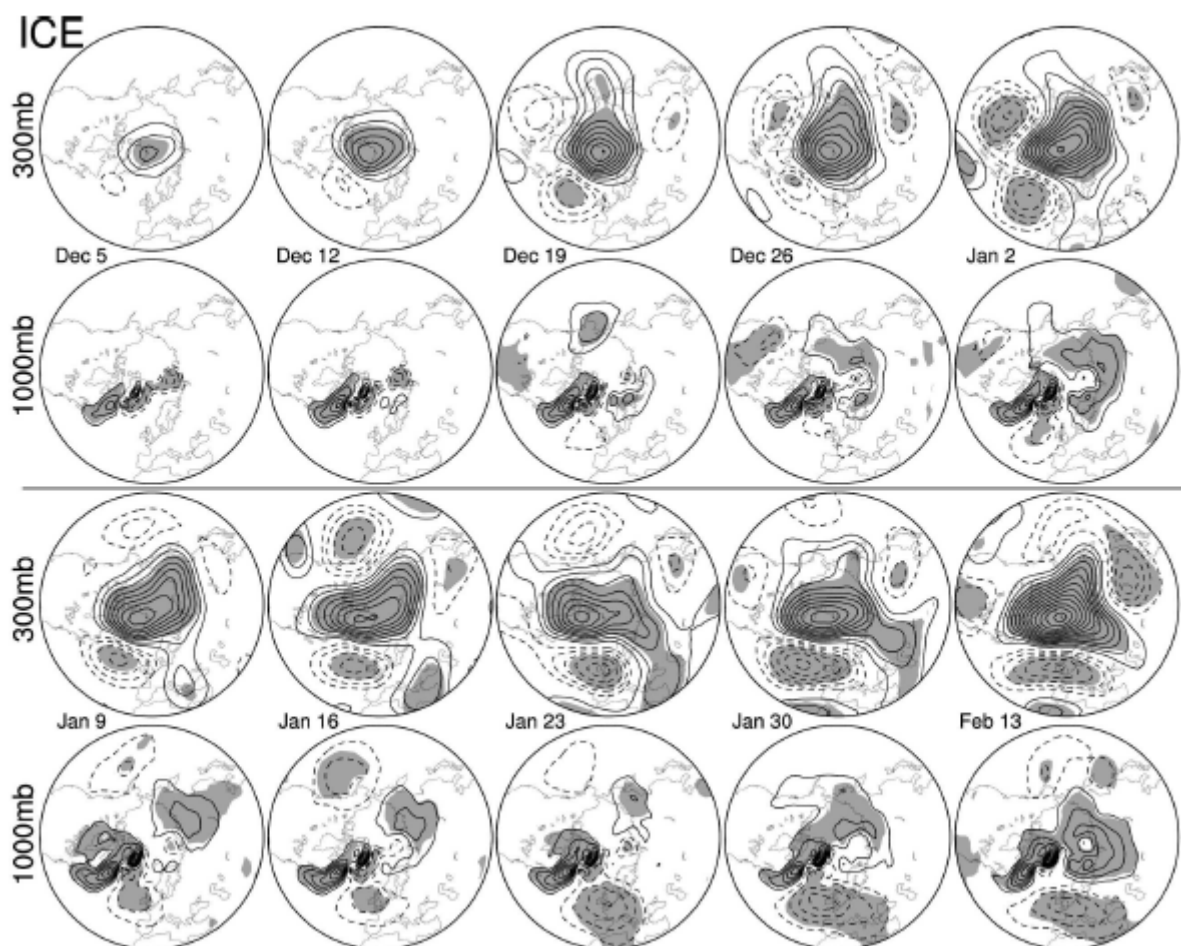 ICE
300mb
Dec 5
Dec 12
Dec 19
Dec 26
Jan 2
1000mb
300mb
Jan 9
Jan 16
Jan 23
Jan 30
Feb 13
1000mb